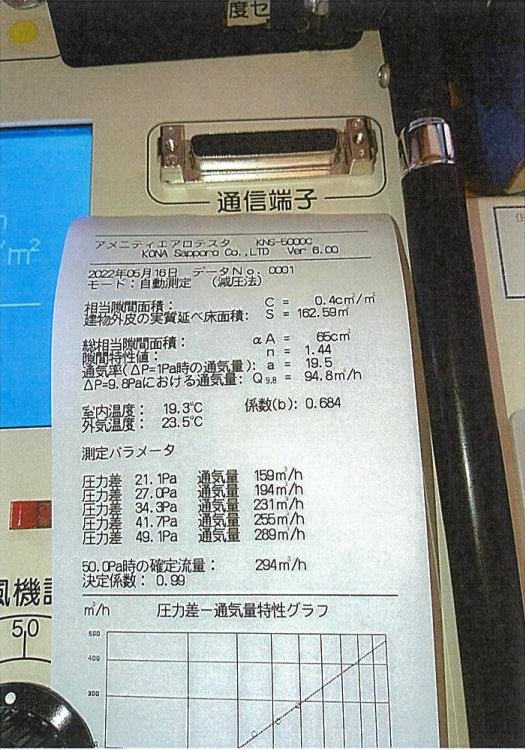 度セ
通信端子
アメニティエアロテスタ KNS-5000C
KONA Sapporo Co.,LTD Ver 6.00
2022年05月16日 データNo. 0001
モード：自動測定 （減圧法）
相当隙間面積： C = 0.4c㎡/㎡
建物外皮の実質延べ床面積： S = 162.59㎡
総相当隙間面積： αA = 65c㎡
隙間特性値： n = 1.44
通気率(ΔP=1Pa時の通気量)： a = 19.5
ΔP=9.8Paにおける通気量： Q9.8 = 94.8㎥/h
室内温度： 19.3℃ 係数(b)： 0.684
外気温度： 23.5℃
測定パラメータ
圧力差 21.1Pa 通気量 159㎥/h
圧力差 27.0Pa 通気量 194㎥/h
圧力差 34.3Pa 通気量 231㎥/h
圧力差 41.7Pa 通気量 255㎥/h
圧力差 49.1Pa 通気量 289㎥/h
50.0Pa時の確定流量： 294㎥/h
決定係数： 0.99
㎥/h 圧力差－通気量特性グラフ
500
400
300
㎡
風機
50